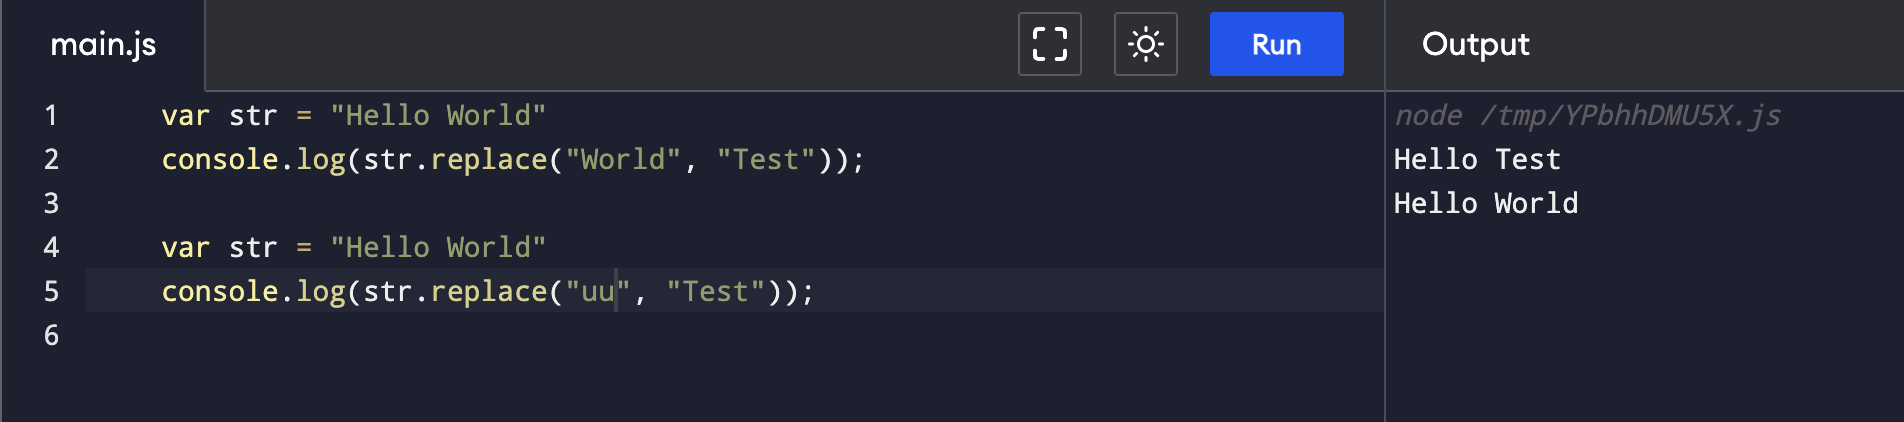 main.js
Run
Output
1 var str = "Hello World"
2 console.log(str.replace("World", "Test"));
3
4 var str = "Hello World"
5 console.log(str.replace("uu", "Test"));
6
node /tmp/YPbhhDMU5X.js
Hello Test
Hello World